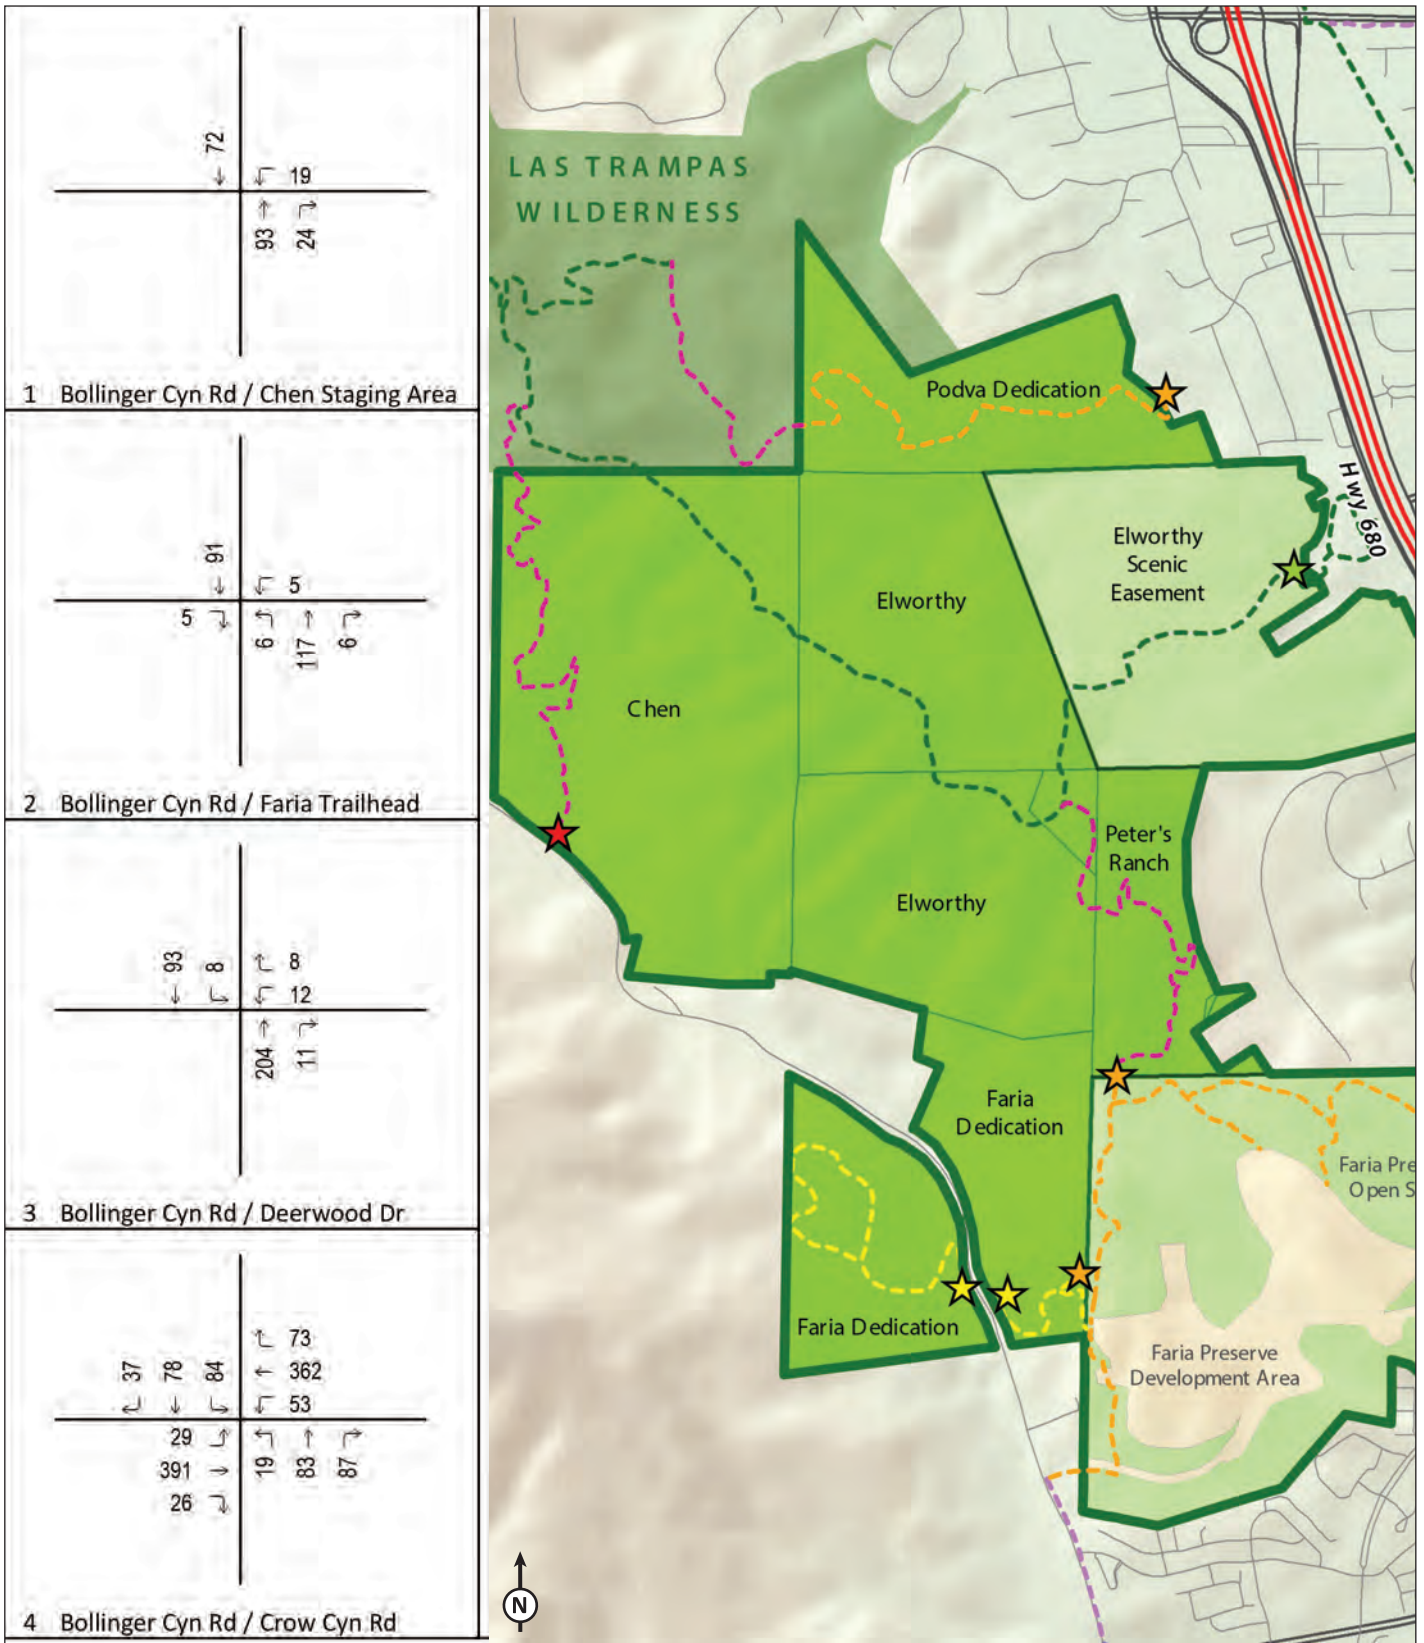 72
19
93
24
1 Bollinger Cyn Rd / Chen Staging Area
91
5
5
6
117
6
2 Bollinger Cyn Rd / Faria Trailhead
93
8
8
12
204
11
3 Bollinger Cyn Rd / Deerwood Dr
37
78
84
73
362
53
29
391
26
19
83
87
4 Bollinger Cyn Rd / Crow Cyn Rd
LAS TRAMPAS
WILDERNESS
Podva Dedication
Hwy 680
Elworthy
Scenic
Easement
Elworthy
Chen
Peter's
Ranch
Elworthy
Faria
Dedication
Faria Pre
Open S
Faria Dedication
Faria Preserve
Development Area
N